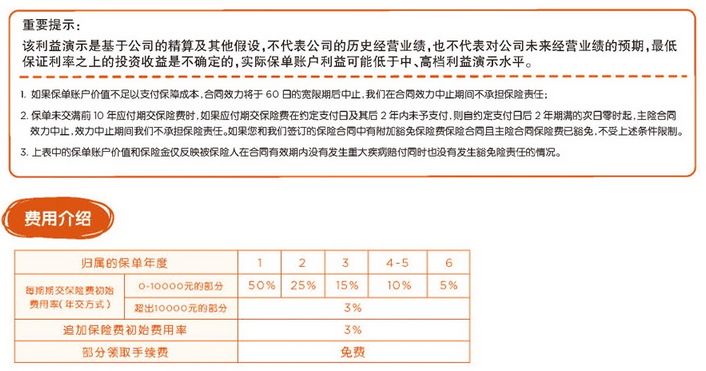 重要提示：
该利益演示是基于公司的精算及其他假设，不代表公司的历史经营业绩，也不代表对公司未来经营业绩的预期，最低
保证利率之上的投资收益是不确定的，实际保单账户利益可能低于中、高档利益演示水平。
1. 如果保单账户价值不足以支付保障成本，合同效力将于60日的宽限期后中止，我们在合同效力中止期间不承担保险责任；
2. 保单未交满前10年应付期交保险费时，如果应付期交保险费在约定支付日及其后2年内未予支付，则自约定支付日后2年期满的次日零时起，主险合同
效力中止，效力中止期间我们不承担保险责任。如果您和我们签订的保险合同中有附加豁免保险费保险合同且主险合同保险费已豁免，不受上述条件限制。
3. 上表中的保单账户价值和保险金仅反映被保险人在合同有效期内没有发生重大疾病赔付同时也没有发生豁免险责任的情况。
费用介绍
归属的保单年度 1 2 3 4-5 6
每期期交保险费初始
费用率（年交方式）
0-10000元的部分 50% 25% 15% 10% 5%
超出10000元的部分 3%
追加保险费初始费用率 3%
部分领取手续费 免费